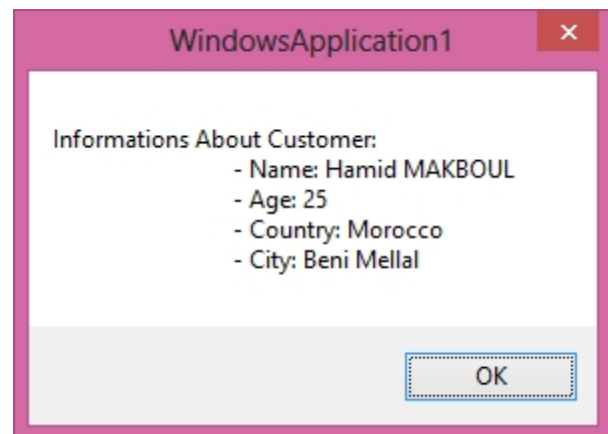 WindowsApplication1
Informations About Customer:
- Name: Hamid MAKBOUL
- Age: 25
- Country: Morocco
- City: Beni Mellal
OK